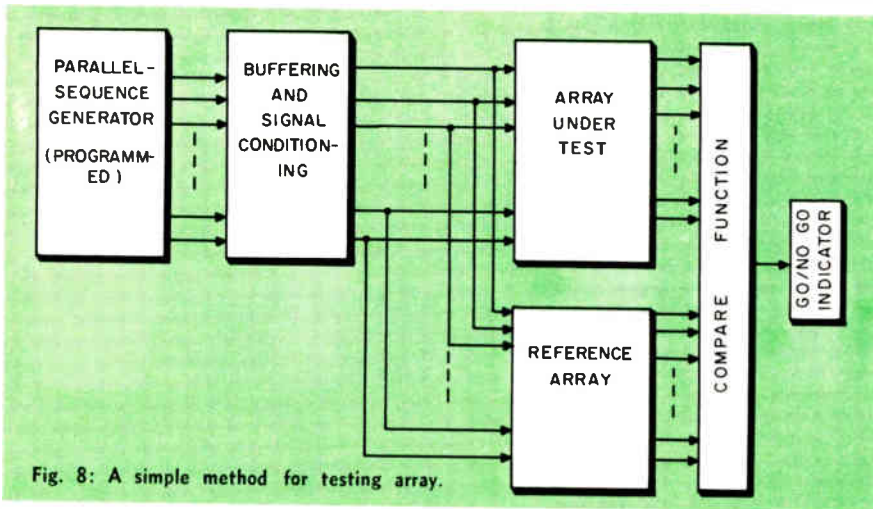 PARALLEL-
SEQUENCE
GENERATOR
(PROGRAMM-
ED)
BUFFERING
AND
SIGNAL
CONDITION-
ING
ARRAY
UNDER
TEST
REFERENCE
ARRAY
COMPARE FUNCTION
GO/NO GO
INDICATOR
Fig. 8: A simple method for testing array.